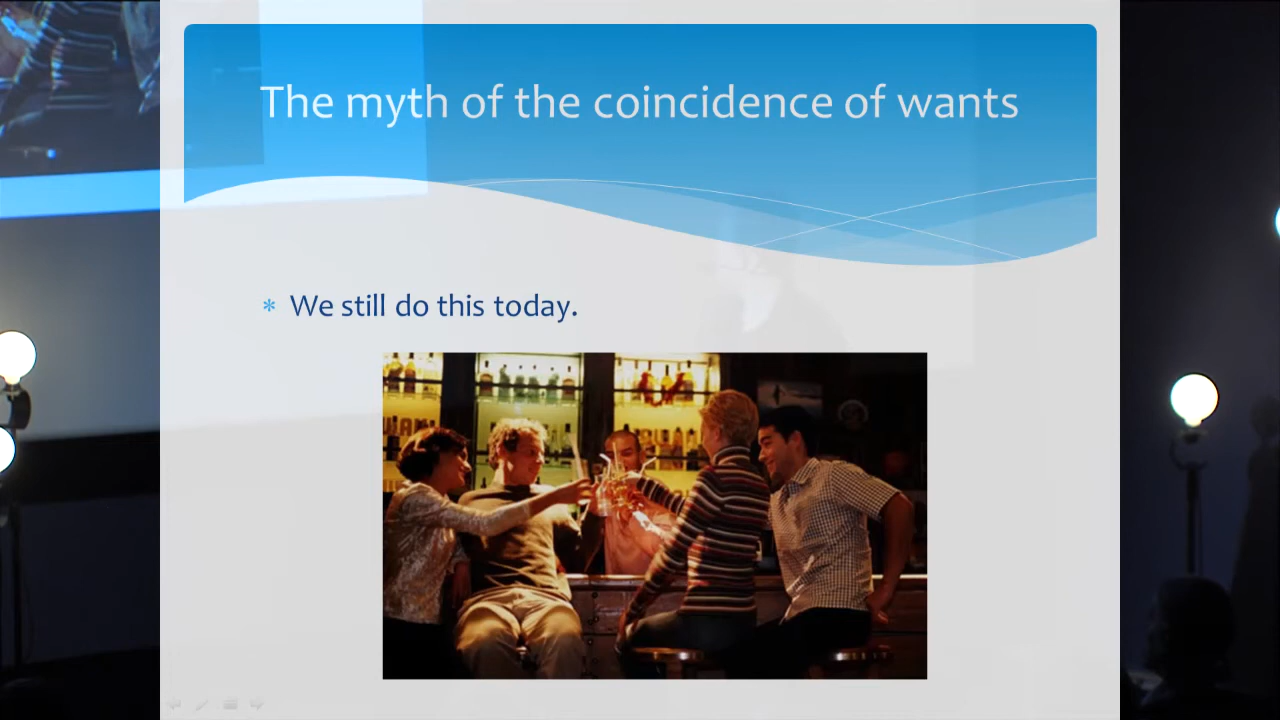 The myth of the coincidence of wants
* We still do this today.